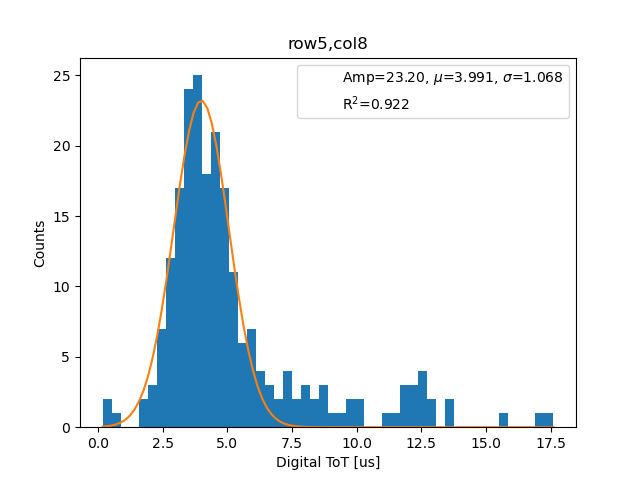 row5,col8
Amp=23.20, μ=3.991, σ=1.068
R²=0.922
Counts
25
20
15
10
5
0
0.0 2.5 5.0 7.5 10.0 12.5 15.0 17.5
Digital ToT [us]